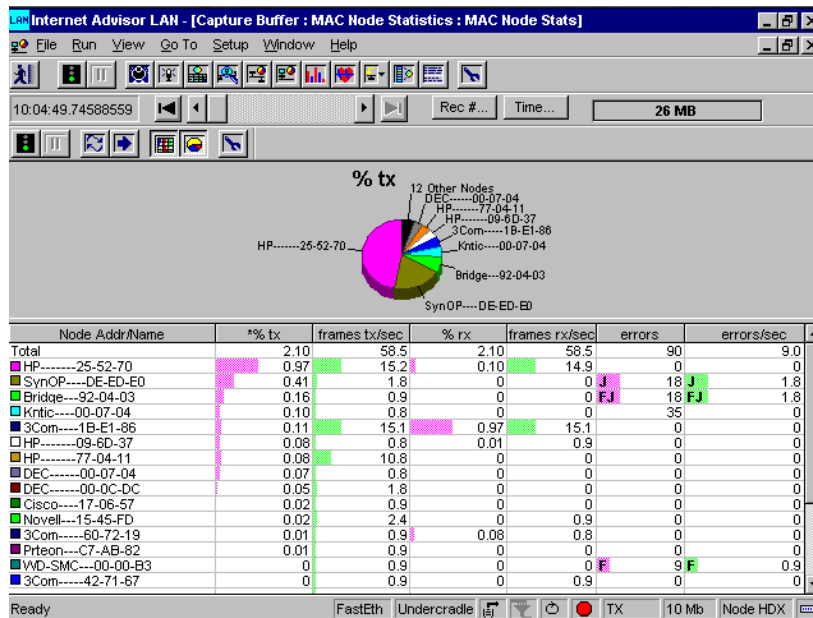 LAN Internet Advisor LAN - [Capture Buffer : MAC Node Statistics : MAC Node Stats]
File Run View Go To Setup Window Help
10:04:49.74588559 Rec #... Time... 26 MB
% tx
12 Other Nodes
DEC------00-07-04
HP-------77-04-11
HP-------09-6D-37
3Com-----1B-E1-86
HP-------25-52-70
Kntic----00-07-04
Bridge---92-04-03
SynOP----DE-ED-E0
Node Addr/Name *% tx frames tx/sec % rx frames rx/sec errors errors/sec
Total 2.10 58.5 2.10 58.5 90 9.0
HP-------25-52-70 0.97 15.2 0.10 14.9 0 0
SynOP----DE-ED-E0 0.41 1.8 0 0 J 18 J 1.8
Bridge---92-04-03 0.16 0.9 0 0 FJ 18 FJ 1.8
Kntic----00-07-04 0.10 0.8 0 0 35 0
3Com-----1B-E1-86 0.11 15.1 0.97 15.1 0 0
HP-------09-6D-37 0.08 0.8 0.01 0.9 0 0
HP-------77-04-11 0.08 10.8 0 0 0 0
DEC------00-07-04 0.07 0.8 0 0 0 0
DEC------00-0C-DC 0.05 1.8 0 0 0 0
Cisco----17-06-57 0.02 0.9 0 0 0 0
Novell---15-45-FD 0.02 2.4 0 0.9 0 0
3Com-----60-72-19 0.01 0.9 0.08 0.8 0 0
Prteon---C7-AB-82 0.01 0.9 0 0 0 0
WD-SMC---00-00-B3 0 0.9 0 0 F 9 F 0.9
3Com-----42-71-67 0 0.9 0 0.9 0 0
Ready FastEth Undercradle TX 10 Mb Node HDX